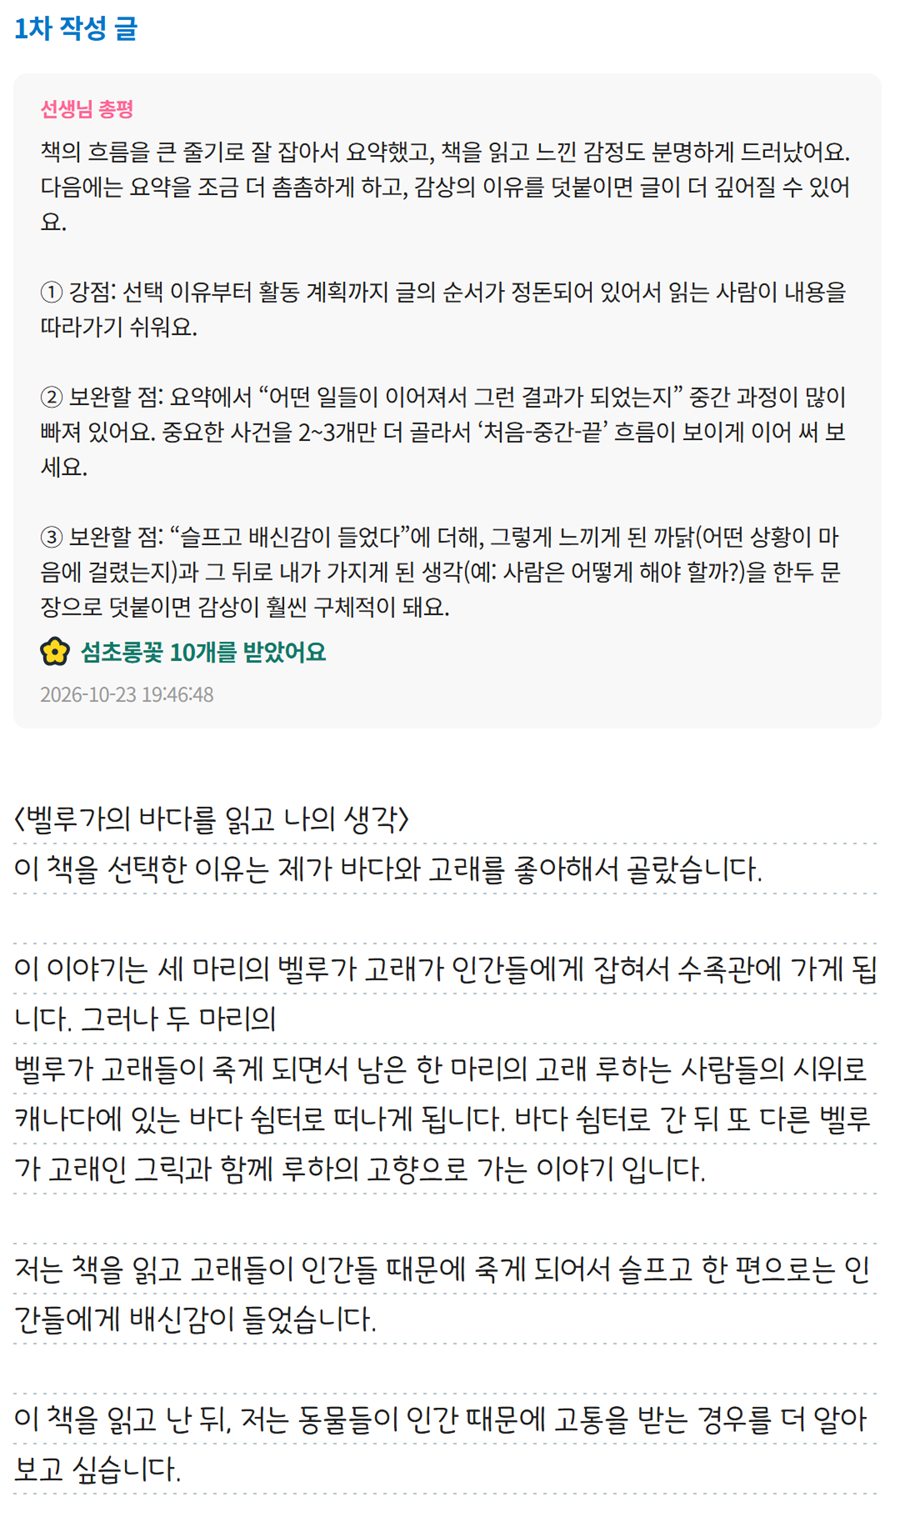 1차 작성 글
선생님 총평
책의 흐름을 큰 줄기로 잘 잡아서 요약했고, 책을 읽고 느낀 감정도 분명하게 드러났어요.
다음에는 요약을 조금 더 촘촘하게 하고, 감상의 이유를 덧붙이면 글이 더 깊어질 수 있어
요.
① 강점: 선택 이유부터 활동 계획까지 글의 순서가 정돈되어 있어서 읽는 사람이 내용을
따라가기 쉬워요.
② 보완할 점: 요약에서 “어떤 일들이 이어져서 그런 결과가 되었는지” 중간 과정이 많이
빠져 있어요. 중요한 사건을 2~3개만 더 골라서 ‘처음-중간-끝’ 흐름이 보이게 이어 써 보
세요.
③ 보완할 점: “슬프고 배신감이 들었다”에 더해, 그렇게 느끼게 된 까닭(어떤 상황이 마
음에 걸렸는지)과 그 뒤로 내가 가지게 된 생각(예: 사람은 어떻게 해야 할까?)을 한두 문
장으로 덧붙이면 감상이 훨씬 구체적이 돼요.
섬초롱꽃 10개를 받았어요
2026-10-23 19:46:48
<벨루가의 바다를 읽고 나의 생각>
이 책을 선택한 이유는 제가 바다와 고래를 좋아해서 골랐습니다.
이 이야기는 세 마리의 벨루가 고래가 인간들에게 잡혀서 수족관에 가게 됩
니다. 그러나 두 마리의
벨루가 고래들이 죽게 되면서 남은 한 마리의 고래 루하는 사람들의 시위로
캐나다에 있는 바다 쉼터로 떠나게 됩니다. 바다 쉼터로 간 뒤 또 다른 벨루
가 고래인 그릭과 함께 루하의 고향으로 가는 이야기 입니다.
저는 책을 읽고 고래들이 인간들 때문에 죽게 되어서 슬프고 한 편으로는 인
간들에게 배신감이 들었습니다.
이 책을 읽고 난 뒤, 저는 동물들이 인간 때문에 고통을 받는 경우를 더 알아
보고 싶습니다.